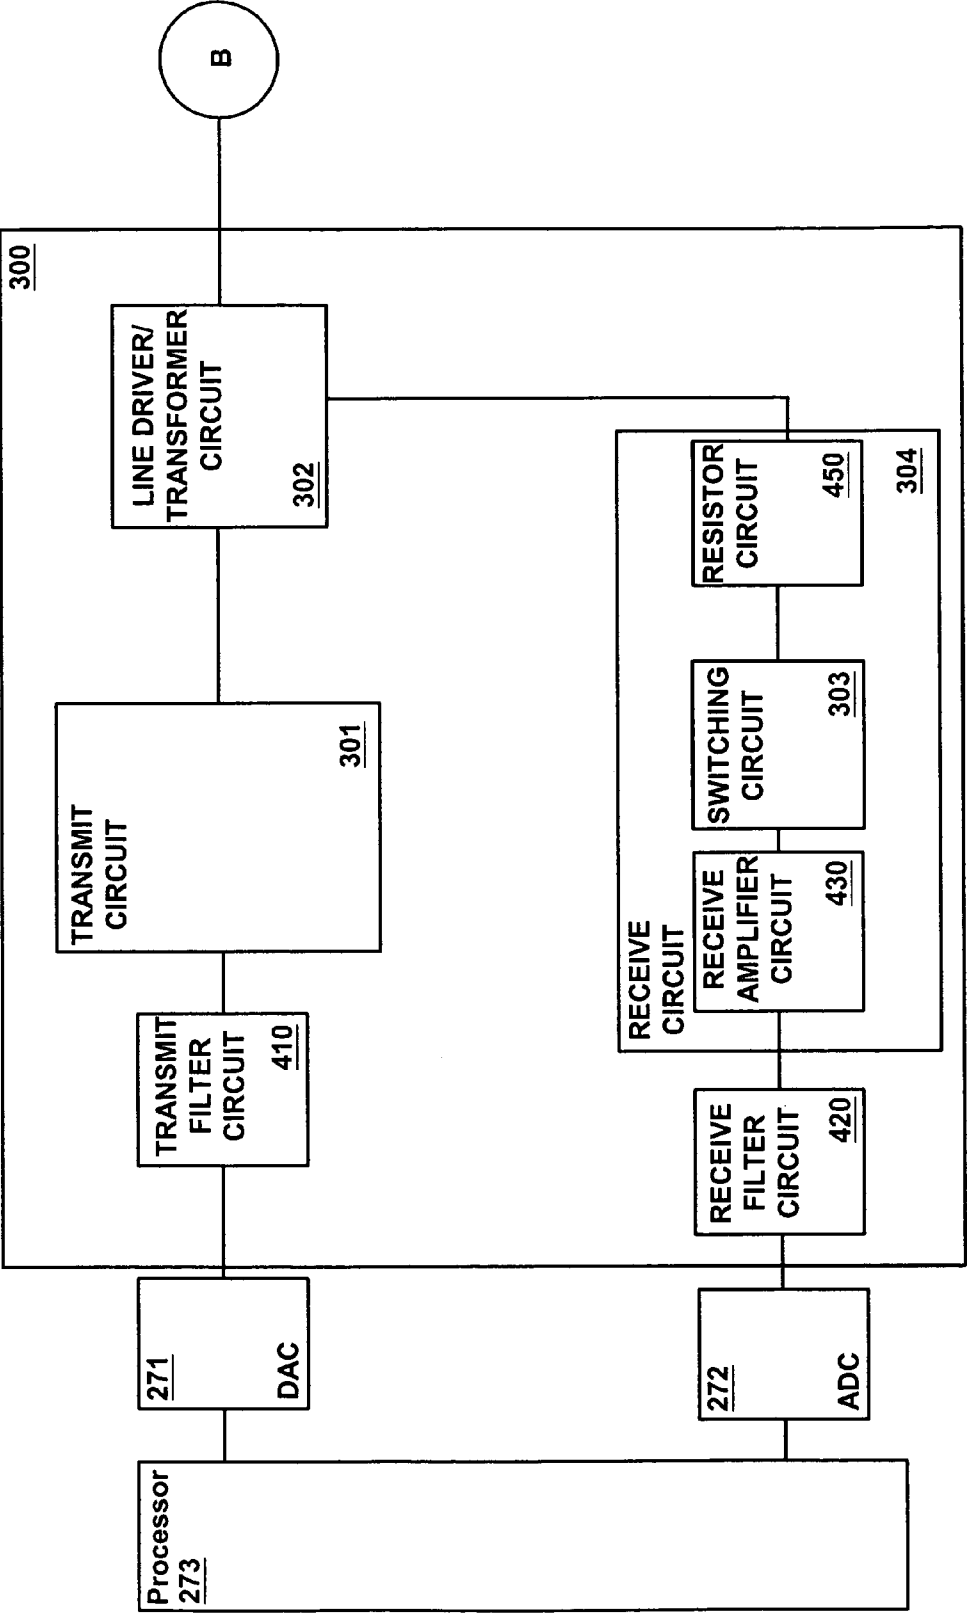 B
300
LINE DRIVER/
TRANSFORMER
CIRCUIT
302
TRANSMIT
CIRCUIT
301
TRANSMIT
FILTER
CIRCUIT
410
271
DAC
Processor
273
272
ADC
RECEIVE
FILTER
CIRCUIT
420
RECEIVE
CIRCUIT
RECEIVE
AMPLIFIER
CIRCUIT
430
SWITCHING
CIRCUIT
303
RESISTOR
CIRCUIT
450
304